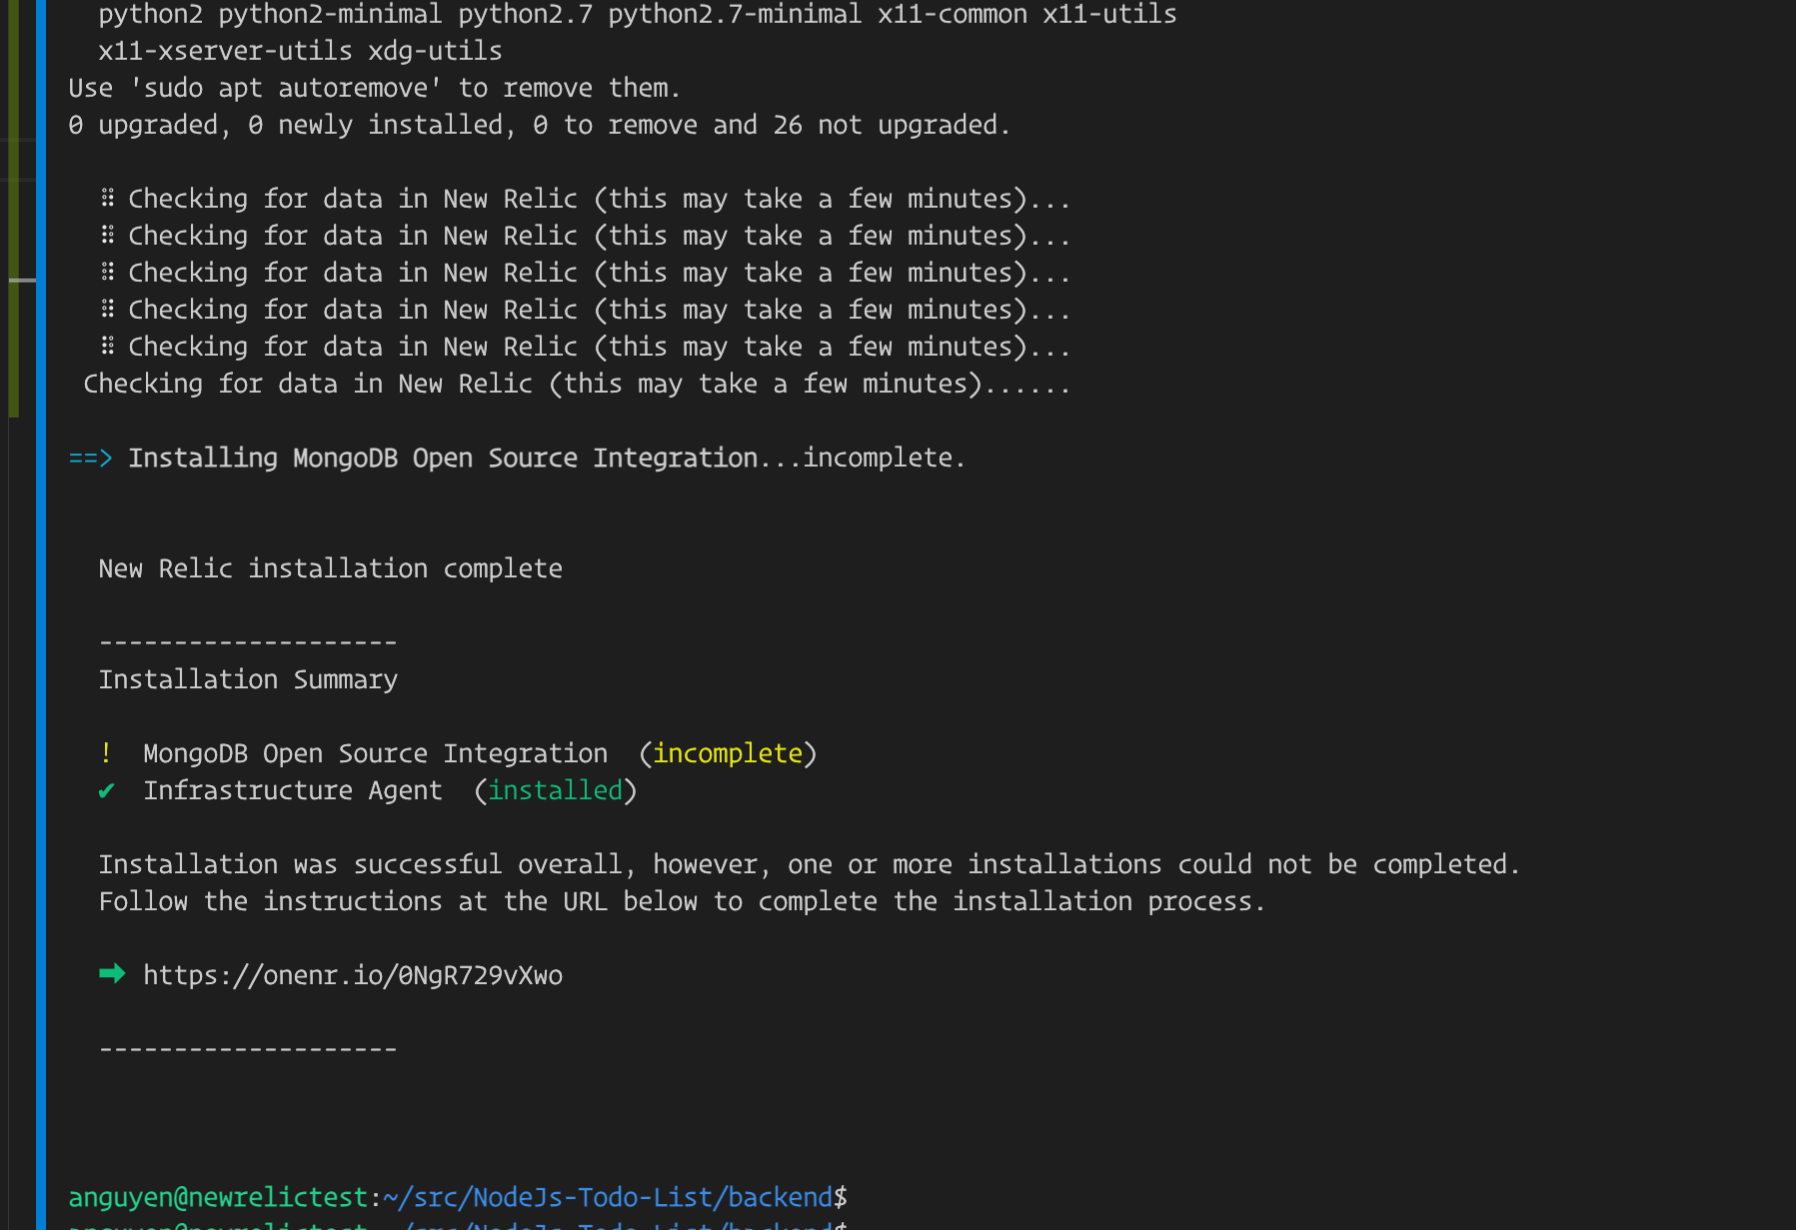 python2 python2-minimal python2.7 python2.7-minimal x11-common x11-utils
x11-xserver-utils xdg-utils
Use 'sudo apt autoremove' to remove them.
0 upgraded, 0 newly installed, 0 to remove and 26 not upgraded.
⠿ Checking for data in New Relic (this may take a few minutes)...
⠿ Checking for data in New Relic (this may take a few minutes)...
⠿ Checking for data in New Relic (this may take a few minutes)...
⠿ Checking for data in New Relic (this may take a few minutes)...
⠿ Checking for data in New Relic (this may take a few minutes)...
Checking for data in New Relic (this may take a few minutes)......
==> Installing MongoDB Open Source Integration...incomplete.
New Relic installation complete
--------------------
Installation Summary
! MongoDB Open Source Integration (incomplete)
✔ Infrastructure Agent (installed)
Installation was successful overall, however, one or more installations could not be completed.
Follow the instructions at the URL below to complete the installation process.
➡ https://onenr.io/0NgR729vXwo
--------------------
anguyen@newrelictest:~/src/NodeJs-Todo-List/backend$
anguyen@newrelictest:~/src/NodeJs-Todo-List/backend$